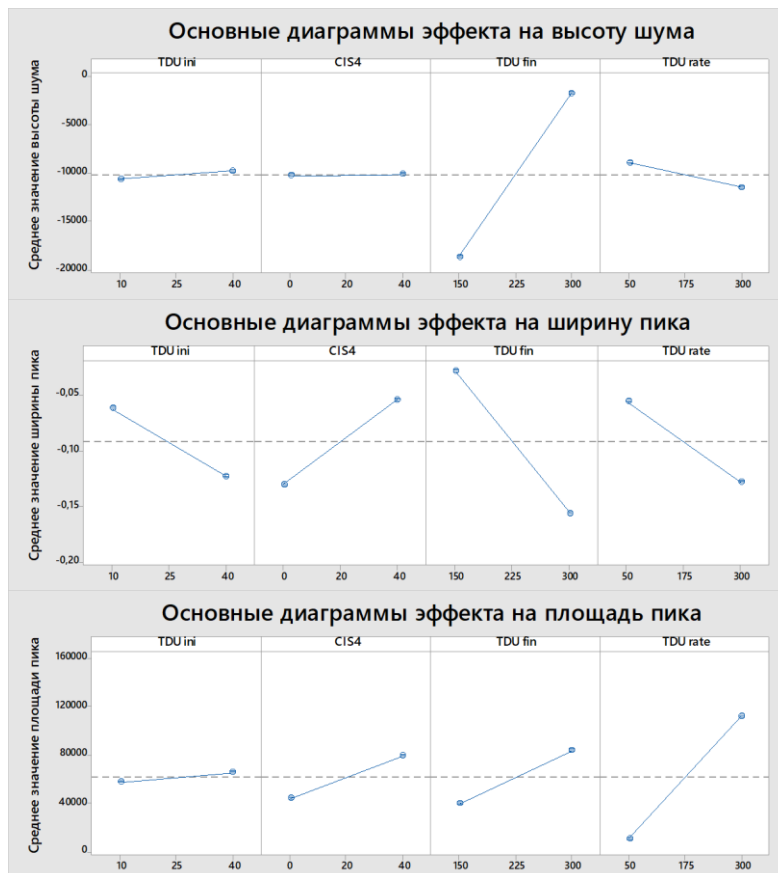 Основные диаграммы эффекта на высоту шума
TDU ini CIS4 TDU fin TDU rate
Среднее значение высоты шума
0
-5000
-10000
-15000
-20000
10 25 40 0 20 40 150 225 300 50 175 300
Основные диаграммы эффекта на ширину пика
TDU ini CIS4 TDU fin TDU rate
Среднее значение ширины пика
-0,05
-0,10
-0,15
-0,20
10 25 40 0 20 40 150 225 300 50 175 300
Основные диаграммы эффекта на площадь пика
TDU ini CIS4 TDU fin TDU rate
Среднее значение площади пика
160000
120000
80000
40000
0
10 20 40 0 20 40 150 225 300 50 175 300